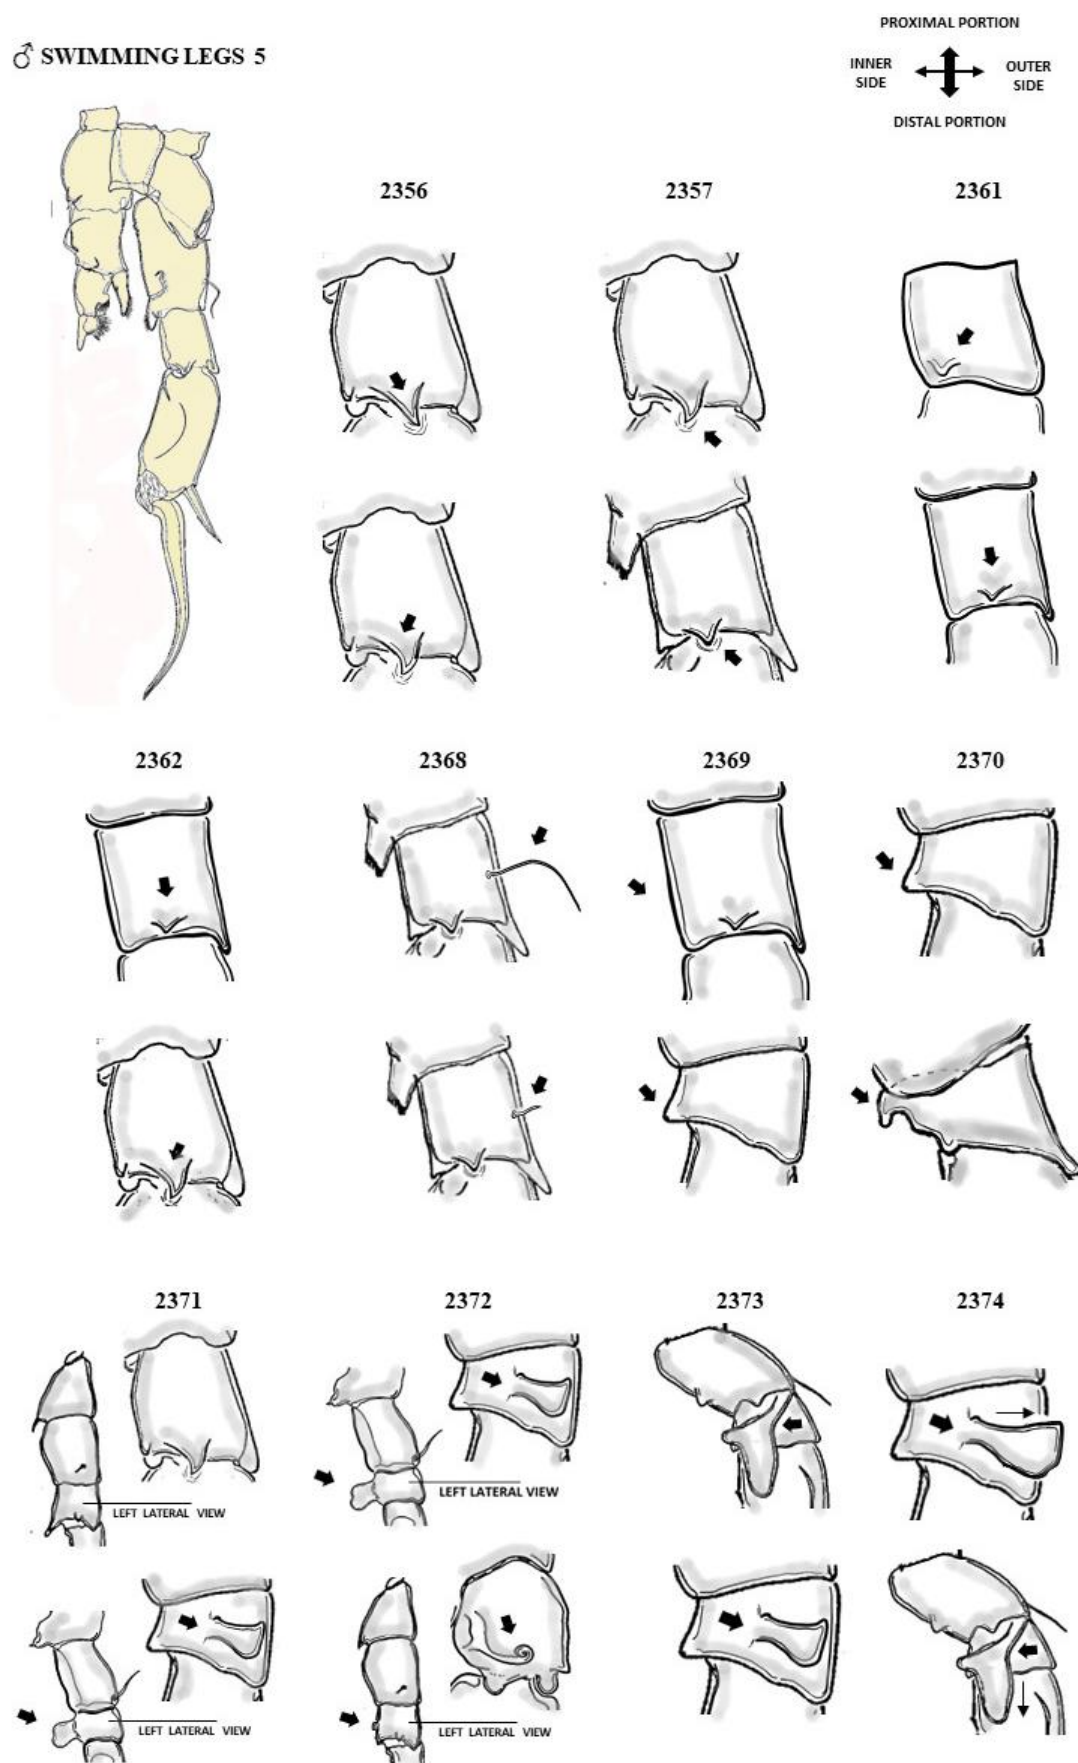 PROXIMAL PORTION
♂ SWIMMING LEGS 5
INNER SIDE
OUTER SIDE
DISTAL PORTION
2356
2357
2361
2362
2368
2369
2370
2371
2372
2373
2374
LEFT LATERAL VIEW
LEFT LATERAL VIEW
LEFT LATERAL VIEW
LEFT LATERAL VIEW